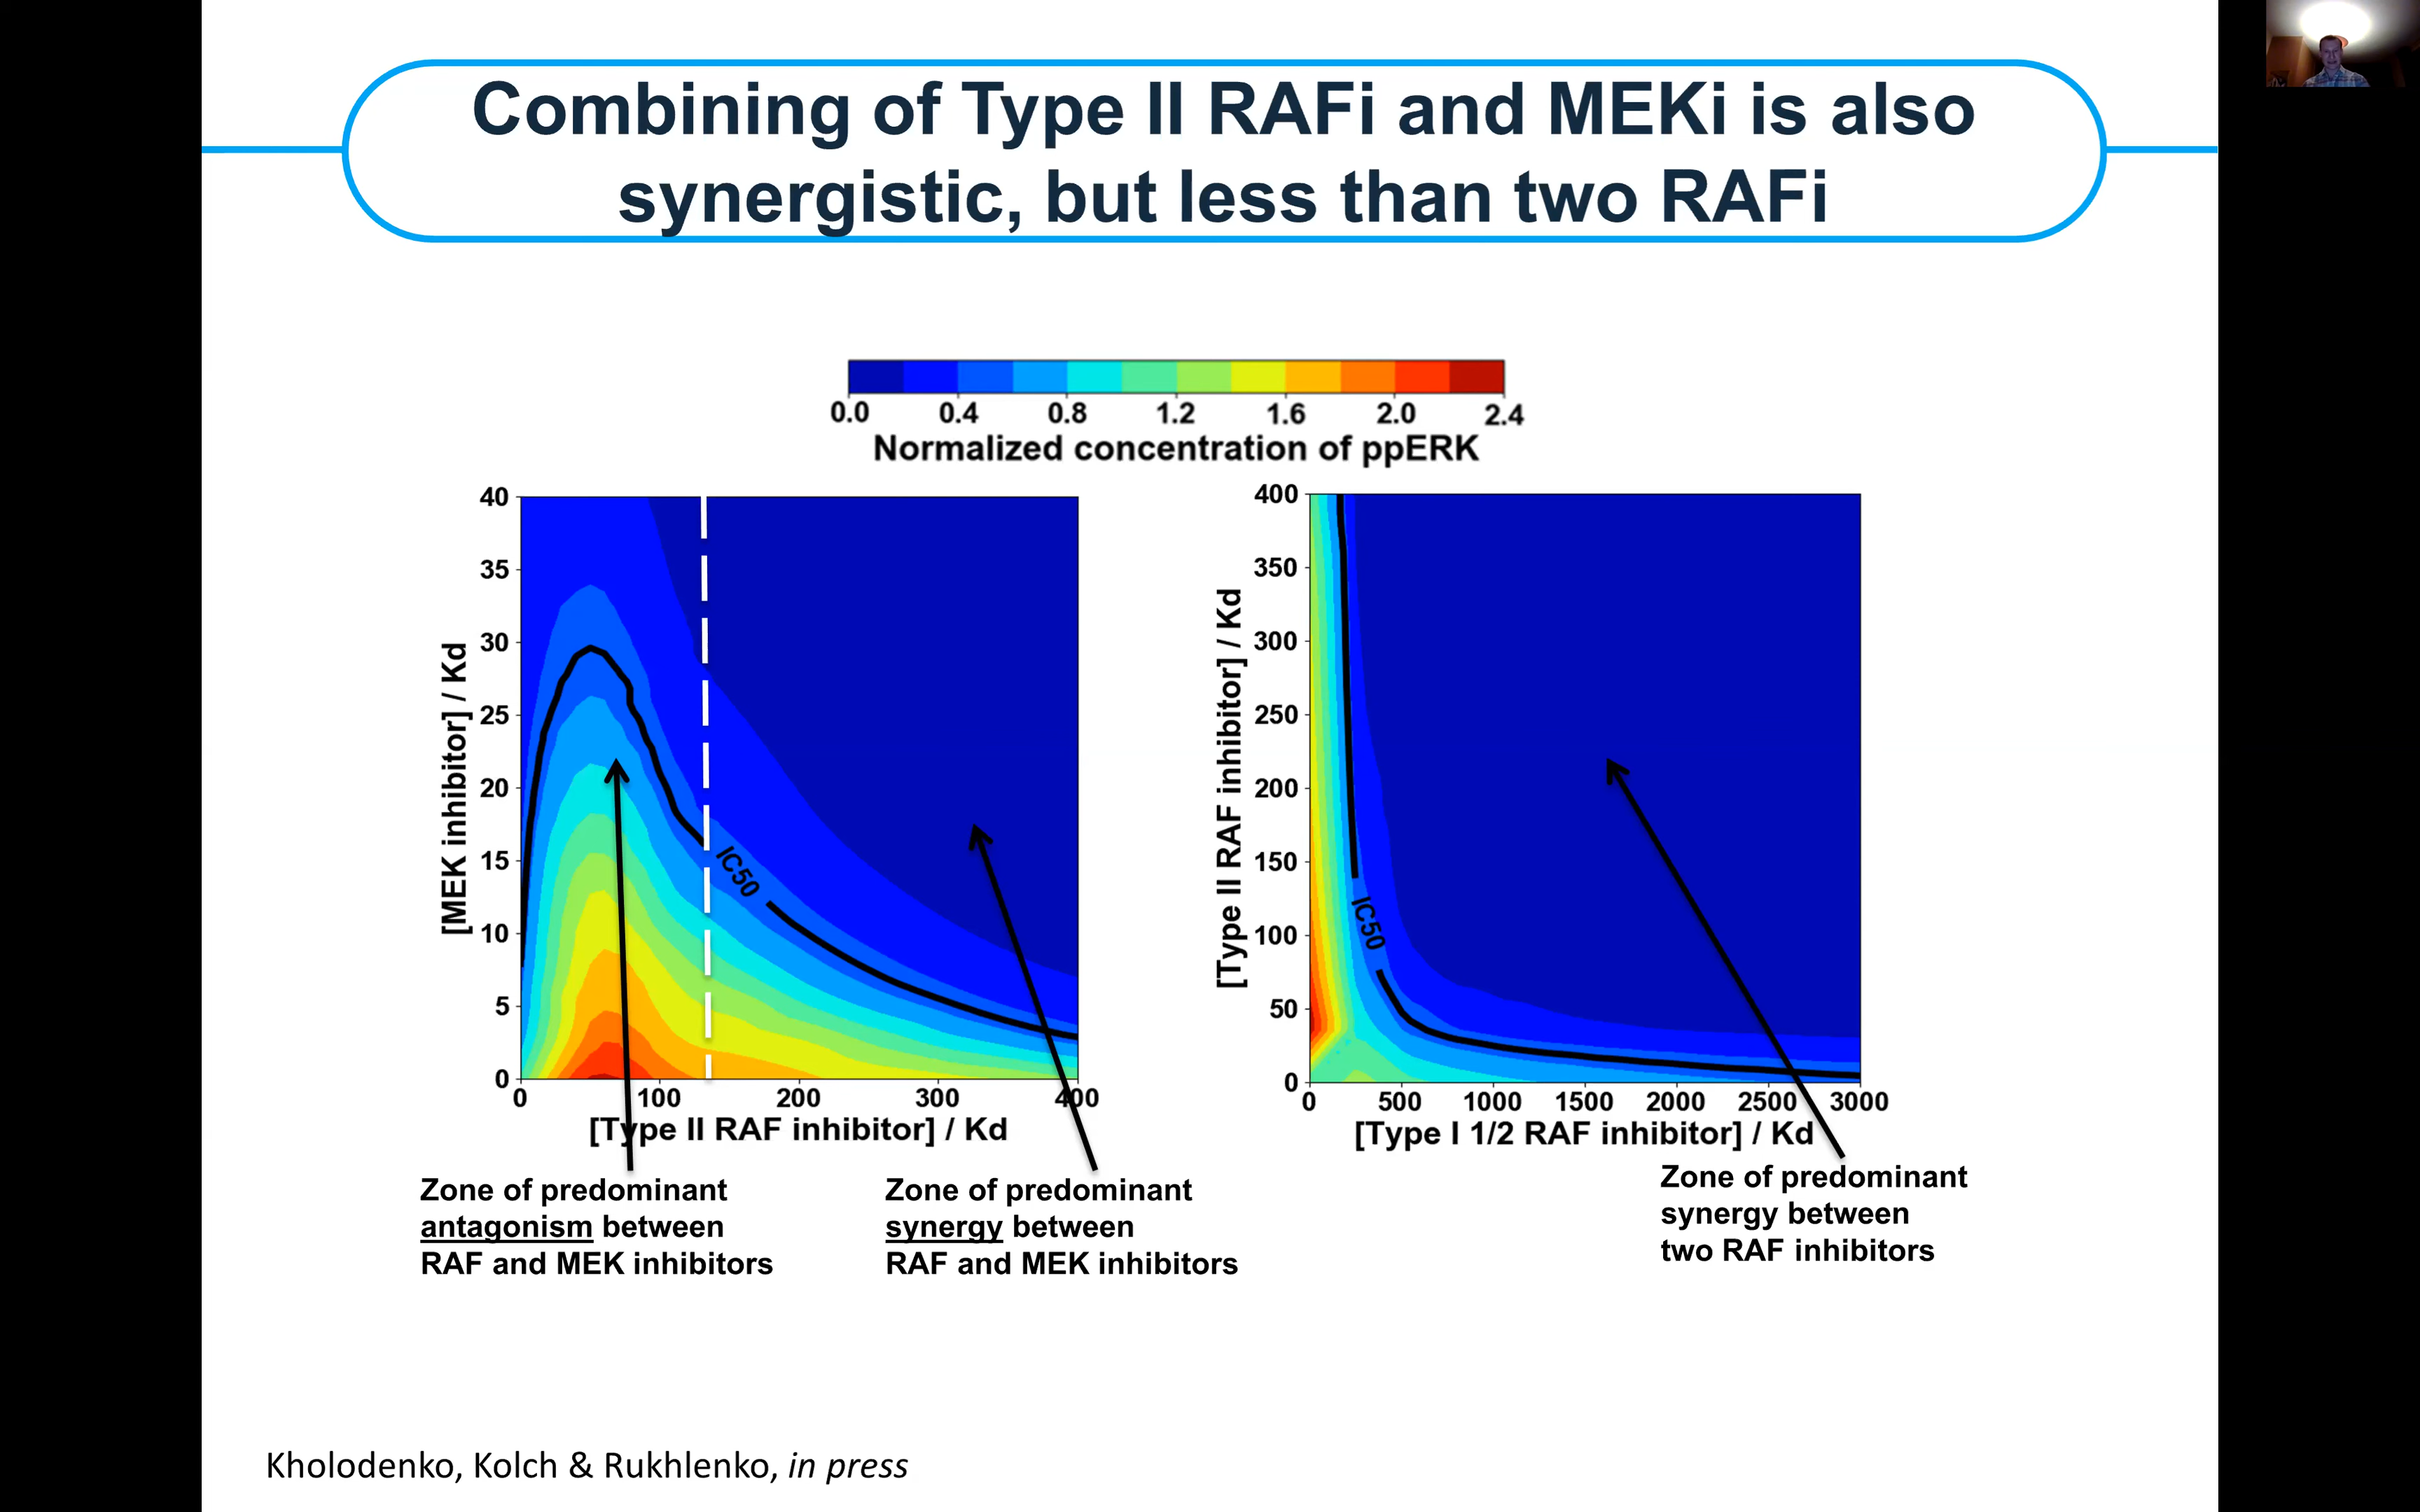 Combining of Type II RAFi and MEKi is also
synergistic, but less than two RAFi
0.0 0.4 0.8 1.2 1.6 2.0 2.4
Normalized concentration of ppERK
[MEK inhibitor] / Kd
40
35
30
25
20
15
10
5
0
IC50
0 100 200 300 400
[Type II RAF inhibitor] / Kd
Zone of predominant
antagonism between
RAF and MEK inhibitors
Zone of predominant
synergy between
RAF and MEK inhibitors
[Type II RAF inhibitor] / Kd
400
350
300
250
200
150
100
50
0
IC50
0 500 1000 1500 2000 2500 3000
[Type I 1/2 RAF inhibitor] / Kd
Zone of predominant
synergy between
two RAF inhibitors
Kholodenko, Kolch & Rukhlenko, in press